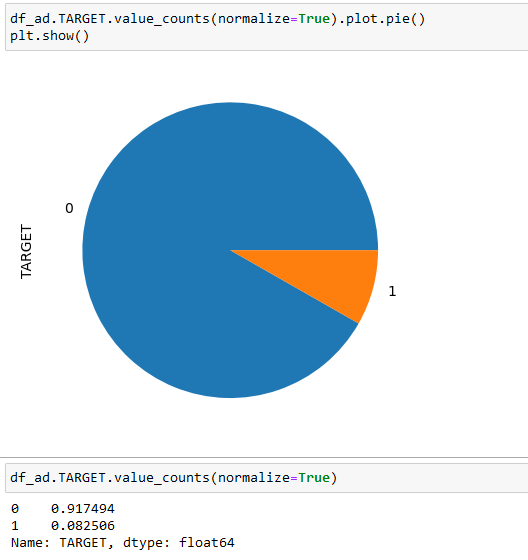 df_ad.TARGET.value_counts(normalize=True).plot.pie()
plt.show()
0
TARGET
1
df_ad.TARGET.value_counts(normalize=True)
0    0.917494
1    0.082506
Name: TARGET, dtype: float64